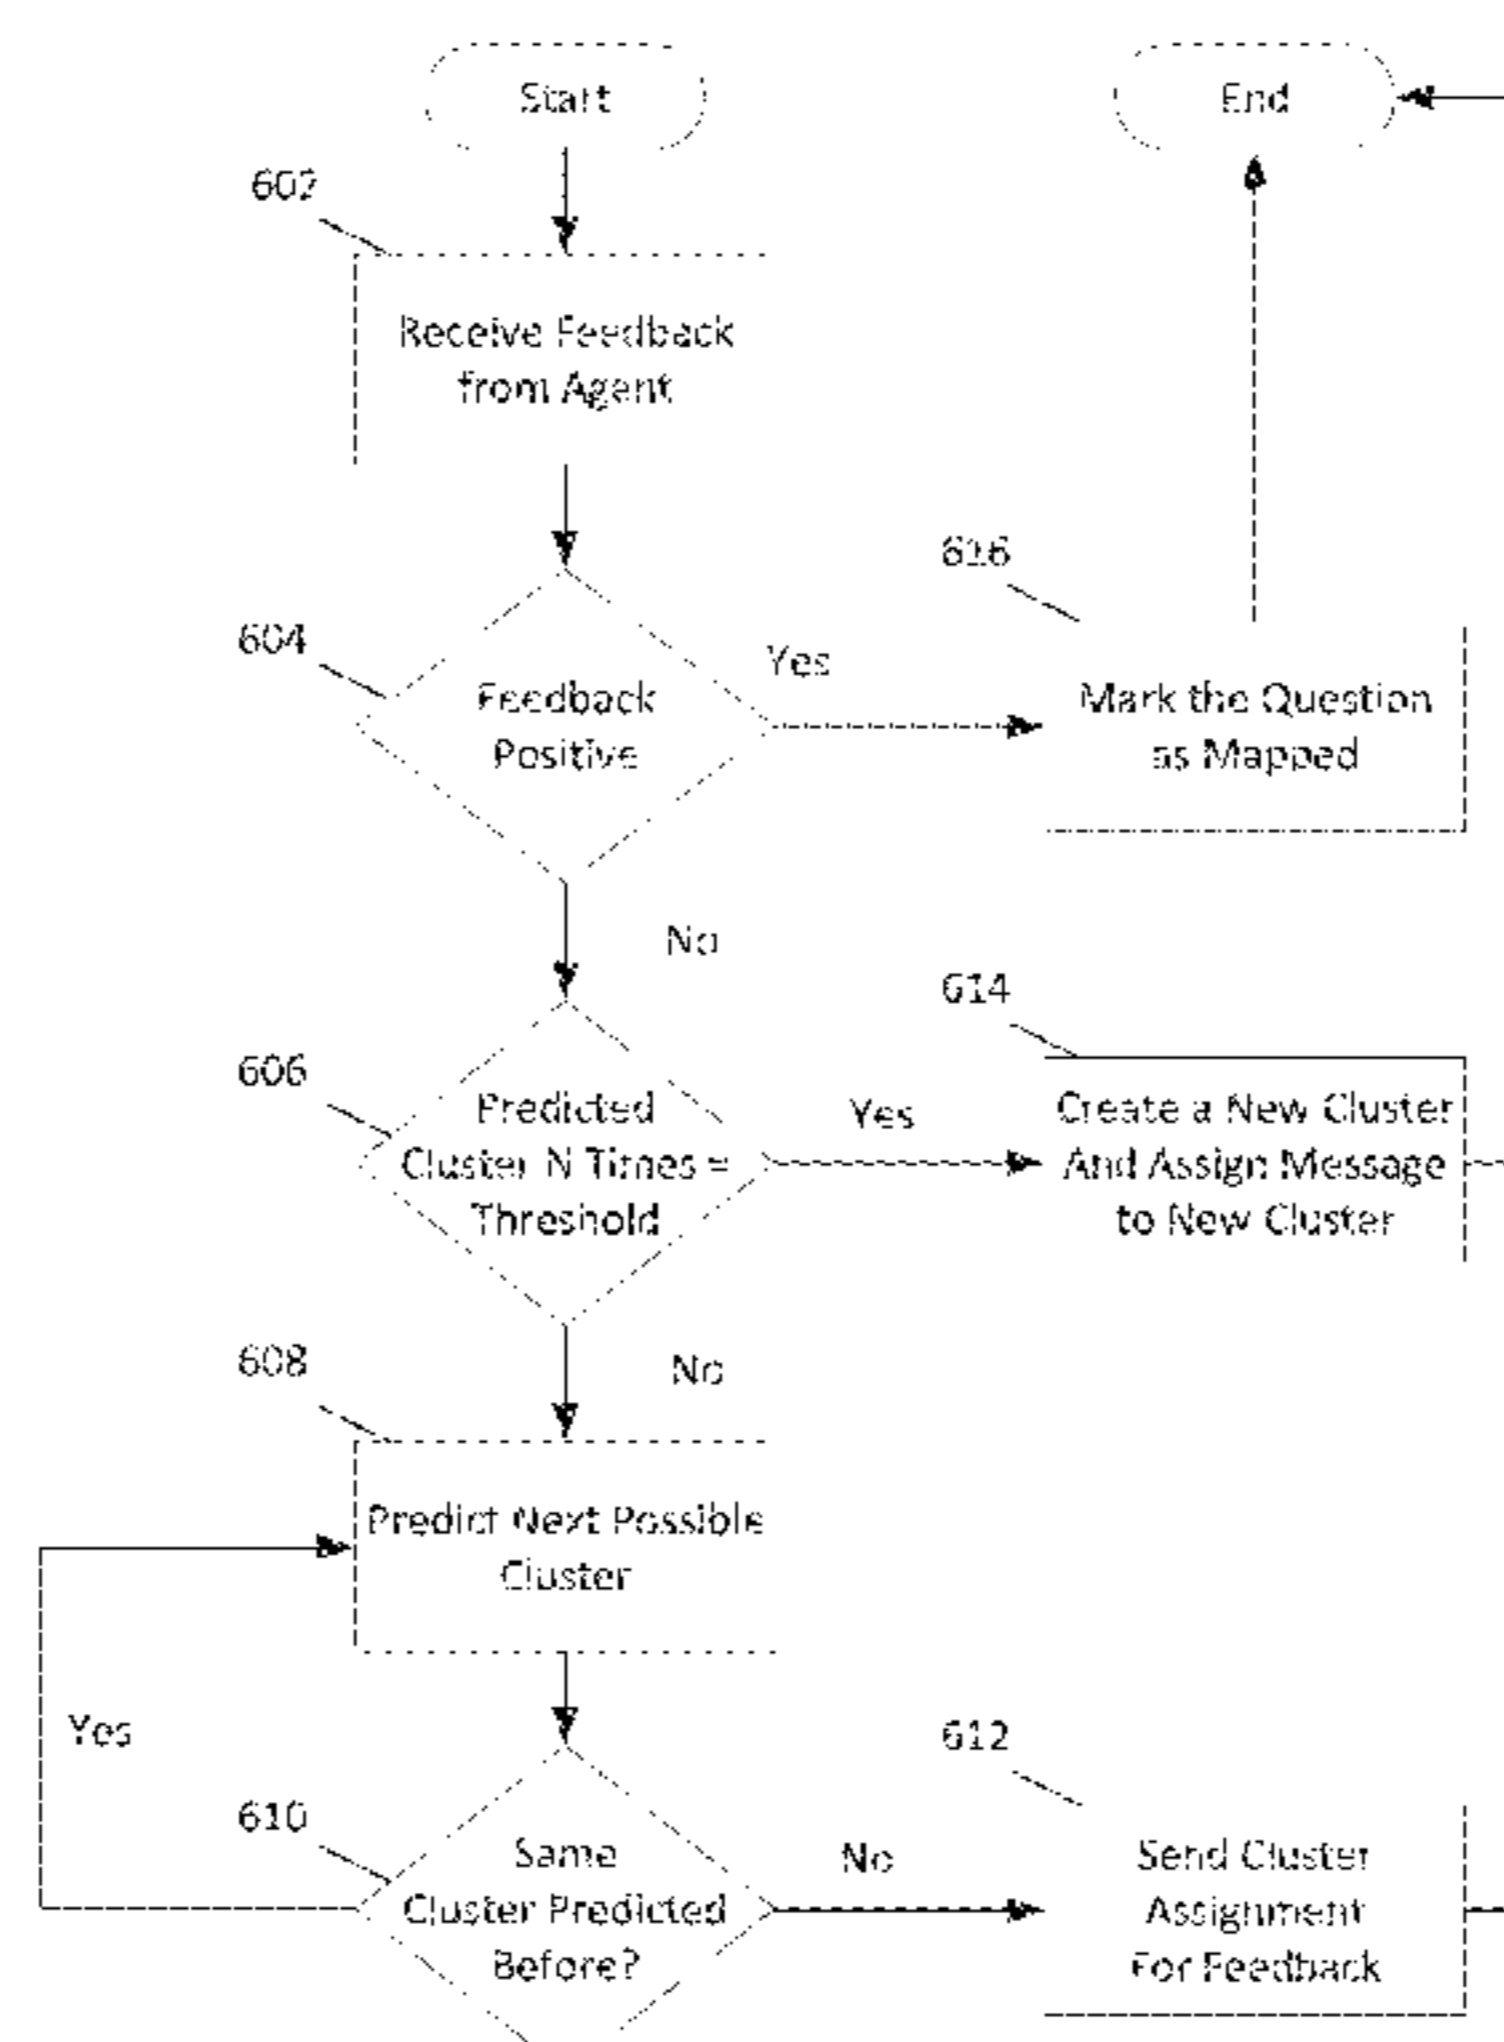 Start
End
602
Receive Feedback
from Agent
616
604
Yes
Feedback
Positive
Mark the Question
as Mapped
No
614
606
Yes
Predicted
Cluster N Times =
Threshold
Create a New Cluster
And Assign Message
to New Cluster
608
No
Predict Next Possible
Cluster
Yes
612
610
No
Same
Cluster Predicted
Before?
Send Cluster
Assignment
For Feedback